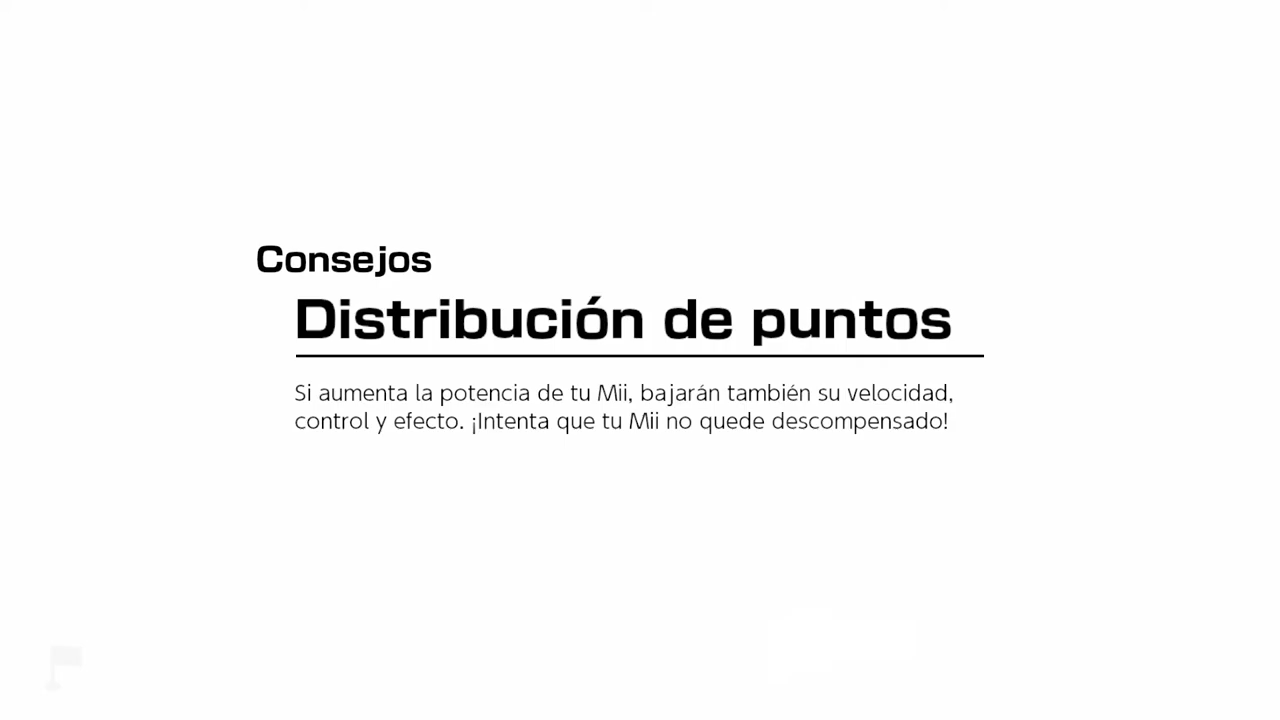 Consejos
Distribución de puntos
Si aumenta la potencia de tu Mii, bajarán también su velocidad,
control y efecto. ¡Intenta que tu Mii no quede descompensado!